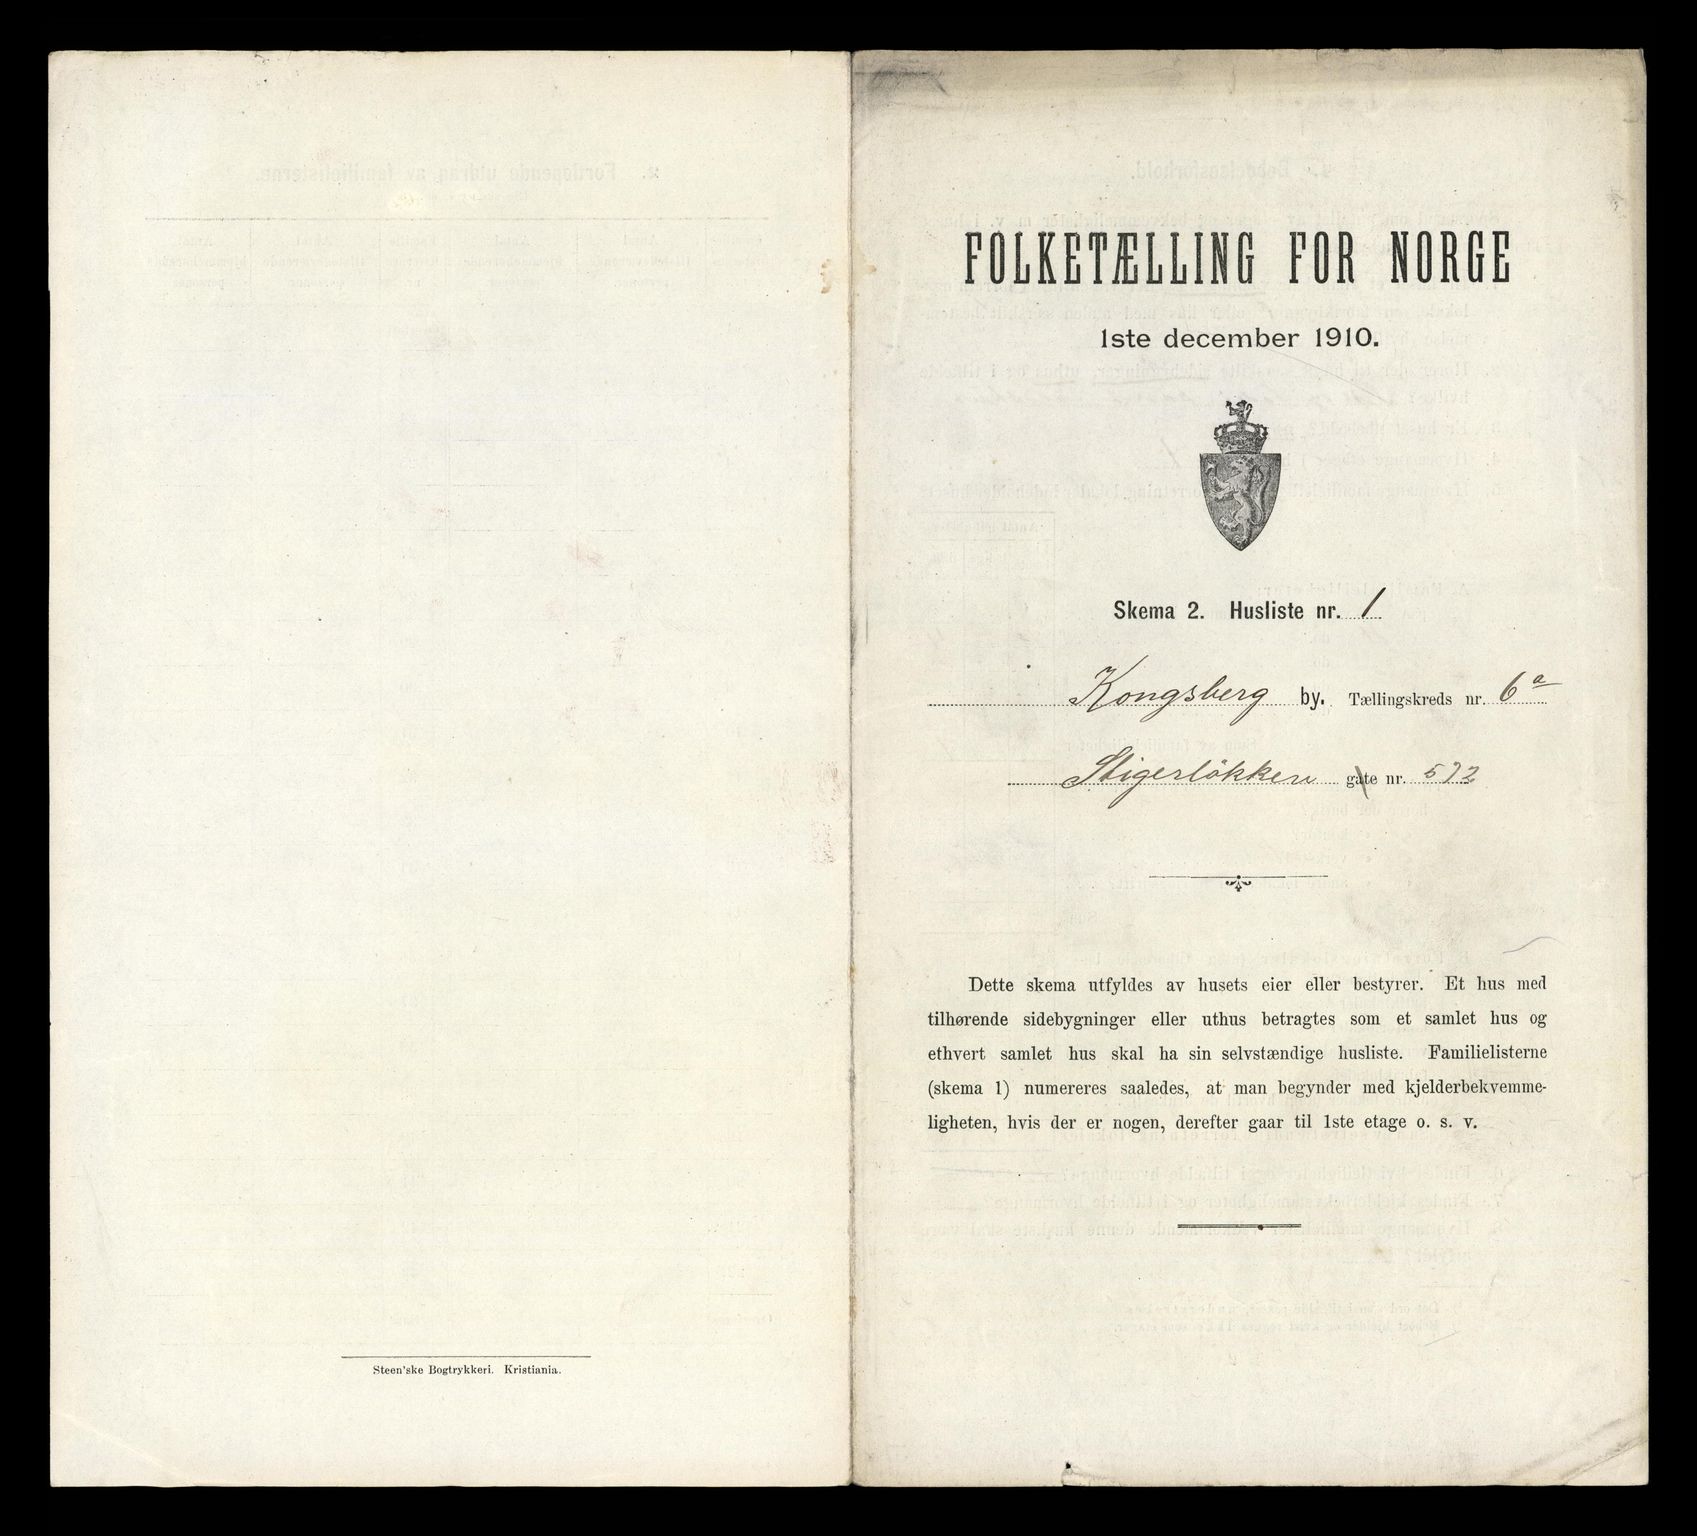 Steen'ske Bogtrykkeri. Kristiania.
FOLKETÆLLING FOR NORGE
1ste december 1910.
Skema 2. Husliste nr. 1
Kongsberg by. Tællingskreds nr. 6a
Stigerløkken gate nr. 592
Dette skema utfyldes av husets eier eller bestyrer. Et hus med
tilhørende sidebygninger eller uthus betragtes som et samlet hus og
ethvert samlet hus skal ha sin selvstændige husliste. Familielisterne
(skema 1) numereres saaledes, at man begynder med kjelderbekvemme-
ligheten, hvis der er nogen, derefter gaar til 1ste etage o. s. v.